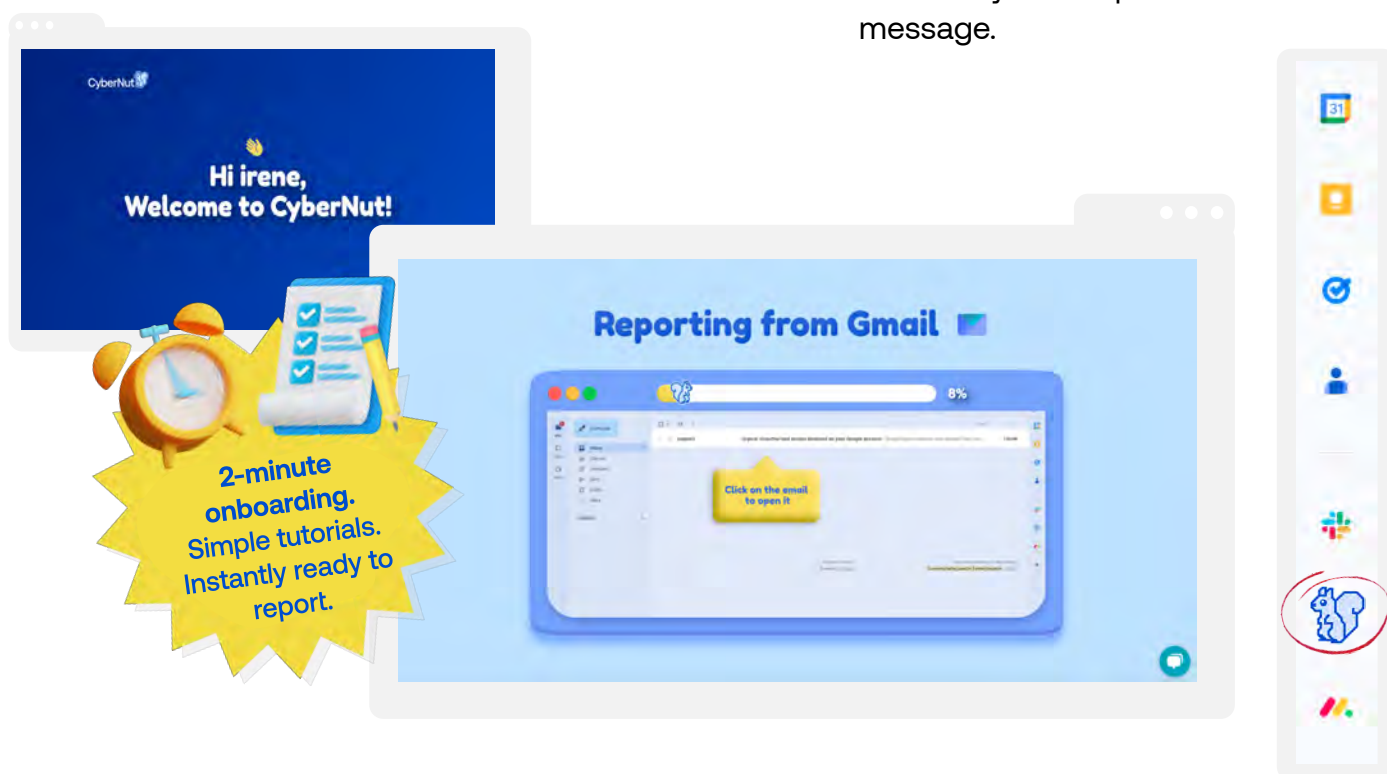 message.
CyberNut
Hi irene,
Welcome to CyberNut!
31
Reporting from Gmail
8%
Click on the email
to open it
2-minute
onboarding.
Simple tutorials.
Instantly ready to
report.